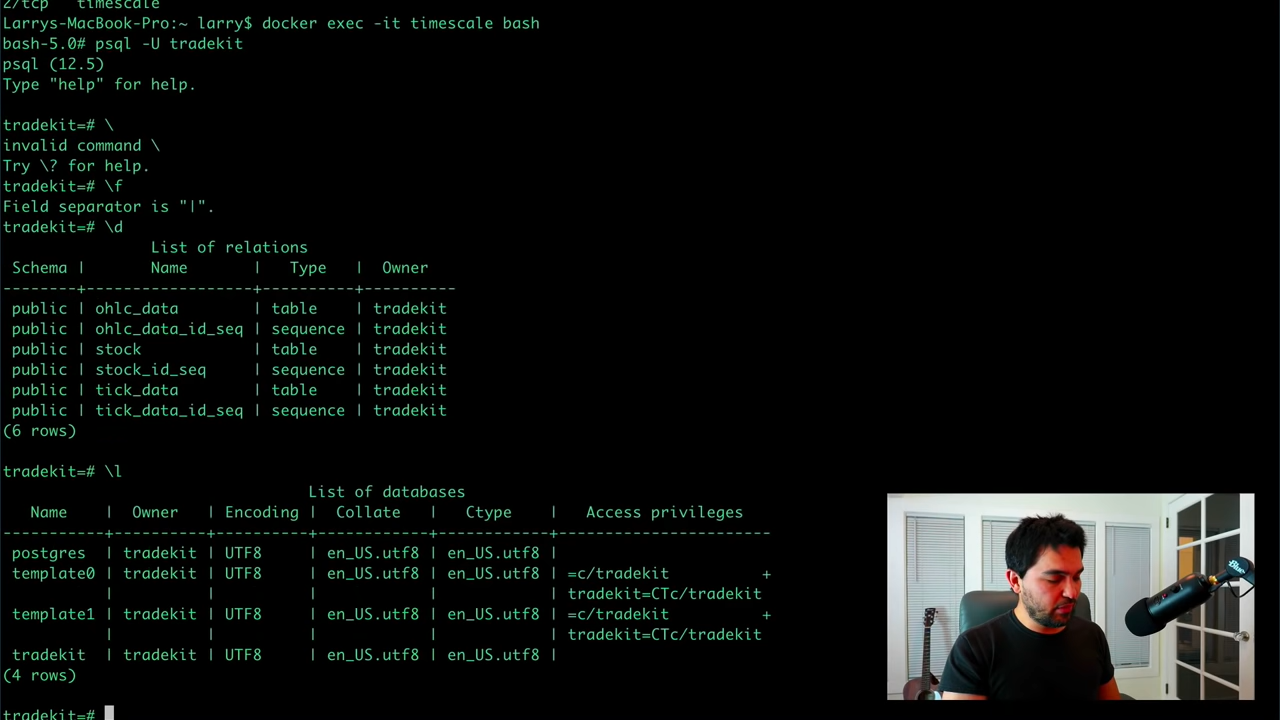 2/tcp   timescale
Larrys-MacBook-Pro:~ larry$ docker exec -it timescale bash
bash-5.0# psql -U tradekit
psql (12.5)
Type "help" for help.
tradekit=# \
invalid command \
Try \? for help.
tradekit=# \f
Field separator is "|".
tradekit=# \d
List of relations
Schema |       Name       |   Type   |  Owner
--------+------------------+----------+----------
public | ohlc_data        | table    | tradekit
public | ohlc_data_id_seq | sequence | tradekit
public | stock            | table    | tradekit
public | stock_id_seq     | sequence | tradekit
public | tick_data        | table    | tradekit
public | tick_data_id_seq | sequence | tradekit
(6 rows)
tradekit=# \l
List of databases
Name    |  Owner   | Encoding |  Collate   |   Ctype    |   Access privileges
-----------+----------+----------+------------+------------+-----------------------
postgres  | tradekit | UTF8     | en_US.utf8 | en_US.utf8 |
template0 | tradekit | UTF8     | en_US.utf8 | en_US.utf8 | =c/tradekit          +
|          |          |            |            | tradekit=CTc/tradekit
template1 | tradekit | UTF8     | en_US.utf8 | en_US.utf8 | =c/tradekit          +
|          |          |            |            | tradekit=CTc/tradekit
tradekit  | tradekit | UTF8     | en_US.utf8 | en_US.utf8 |
(4 rows)
tradekit=#
Blue